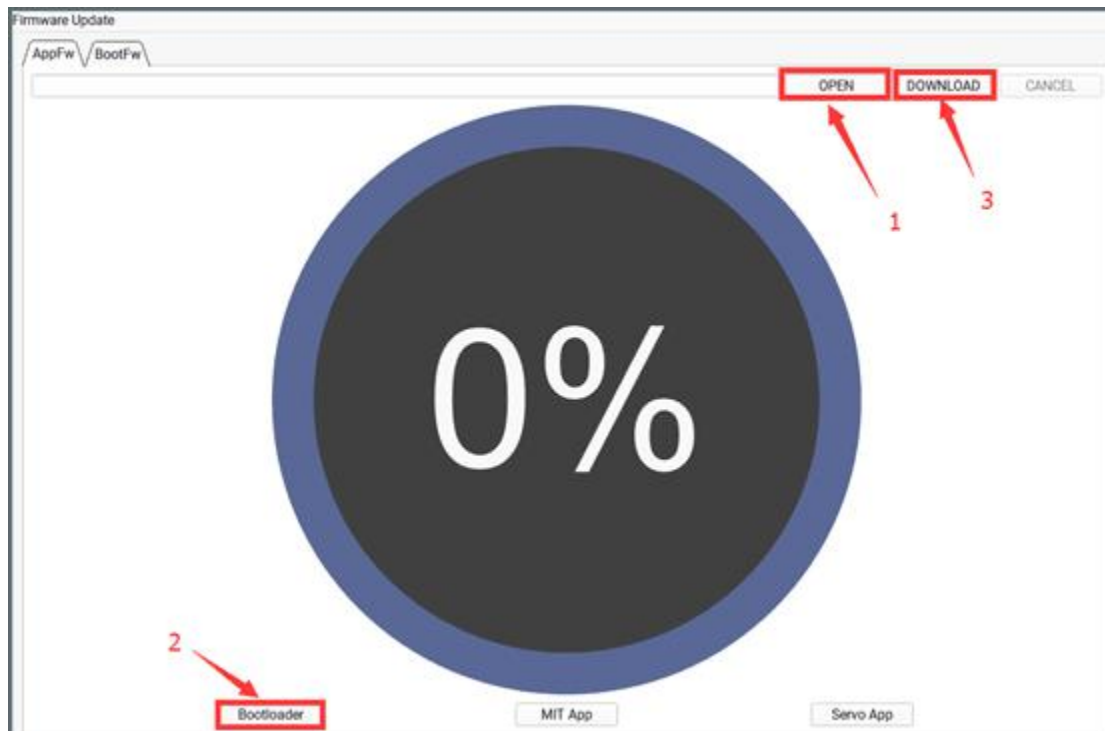 Firmware Update
AppFw BootFw
OPEN DOWNLOAD CANCEL
1
3
0%
2
Bootloader MIT App Servo App